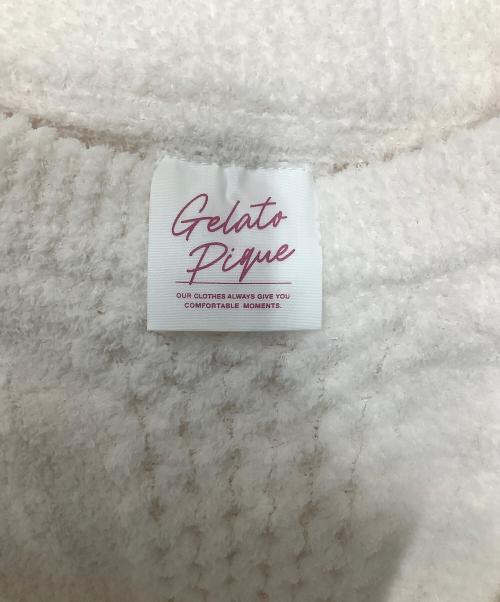 Gelato
Pique
OUR CLOTHES ALWAYS GIVE YOU
COMFORTABLE MOMENTS.